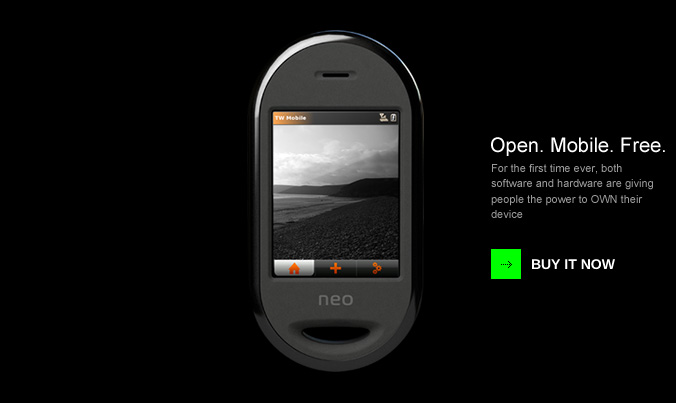 TW Mobile
Open. Mobile. Free.
For the first time ever, both
software and hardware are giving
people the power to OWN their
device
BUY IT NOW
neo